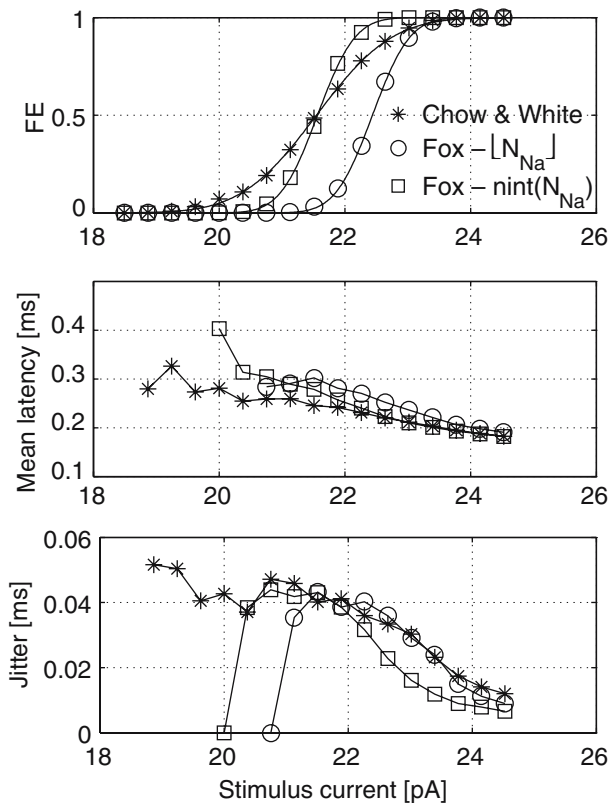 1
0.5
0
FE
Chow & White
Fox – ⌊N_Na⌋
Fox – nint(N_Na)
18 20 22 24 26
0.4
0.3
0.2
0.1
Mean latency [ms]
18 20 22 24 26
0.06
0.04
0.02
0
Jitter [ms]
18 20 22 24 26
Stimulus current [pA]